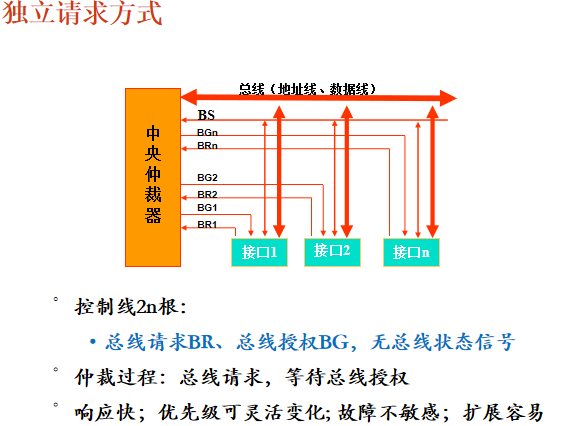 独立请求方式
总线（地址线、数据线）
BS
BGn
BRn
BG2
BR2
BG1
BR1
中央仲裁器
接口1
接口2
接口n
° 控制线2n根：
• 总线请求BR、总线授权BG，无总线状态信号
° 仲裁过程：总线请求，等待总线授权
° 响应快；优先级可灵活变化; 故障不敏感；扩展容易